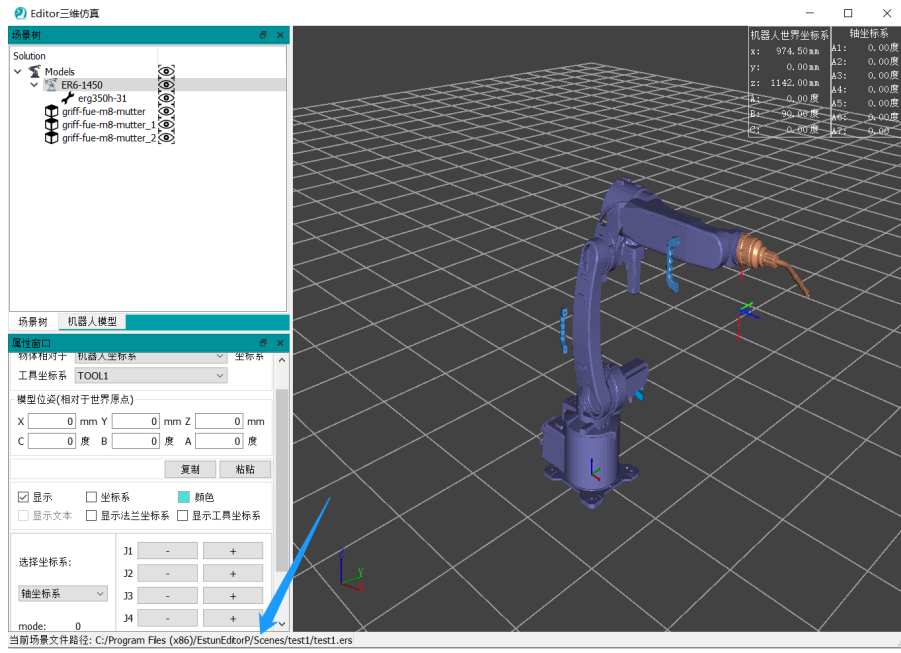 Editor三维仿真
场景树
Solution
Models
ER6-1450
erg350h-31
griff-fue-m8-mutter
griff-fue-m8-mutter_1
griff-fue-m8-mutter_2
场景树 机器人模型
属性窗口
物体相对于 机器人坐标系 坐标系
工具坐标系 TOOL1
模型位姿(相对于世界原点)
X 0 mm Y 0 mm Z 0 mm
C 0 度 B 0 度 A 0 度
复制 粘贴
显示 坐标系 颜色
显示文本 显示法兰坐标系 显示工具坐标系
选择坐标系:
轴坐标系
mode: 0
J1 - +
J2 - +
J3 - +
J4 - +
当前场景文件路径: C:/Program Files (x86)/EstunEditorP/Scenes/test1/test1.ers
机器人世界坐标系
x: 974.50mm
y: 0.00mm
z: 1142.00mm
A: 0.00度
B: 90.00度
C: 0.00度
轴坐标系
A1: 0.00度
A2: 0.00度
A3: 0.00度
A4: 0.00度
A5: 0.00度
A6: 0.00度
A7: 0.00
y